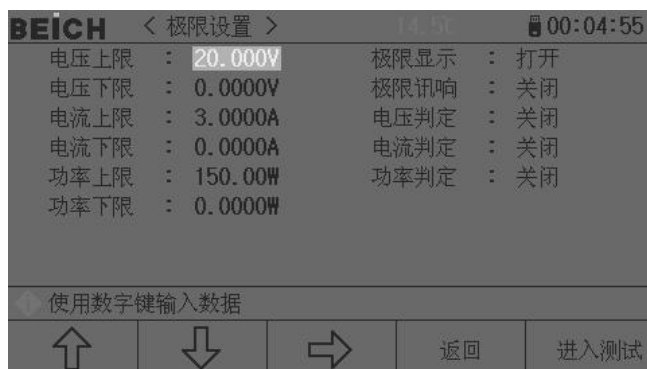 BEICH < 极限设置 > 14.5C 00:04:55
电压上限 : 20.000V 极限显示 : 打开
电压下限 : 0.0000V 极限讯响 : 关闭
电流上限 : 3.0000A 电压判定 : 关闭
电流下限 : 0.0000A 电流判定 : 关闭
功率上限 : 150.00W 功率判定 : 关闭
功率下限 : 0.0000W
使用数字键输入数据
返回 进入测试